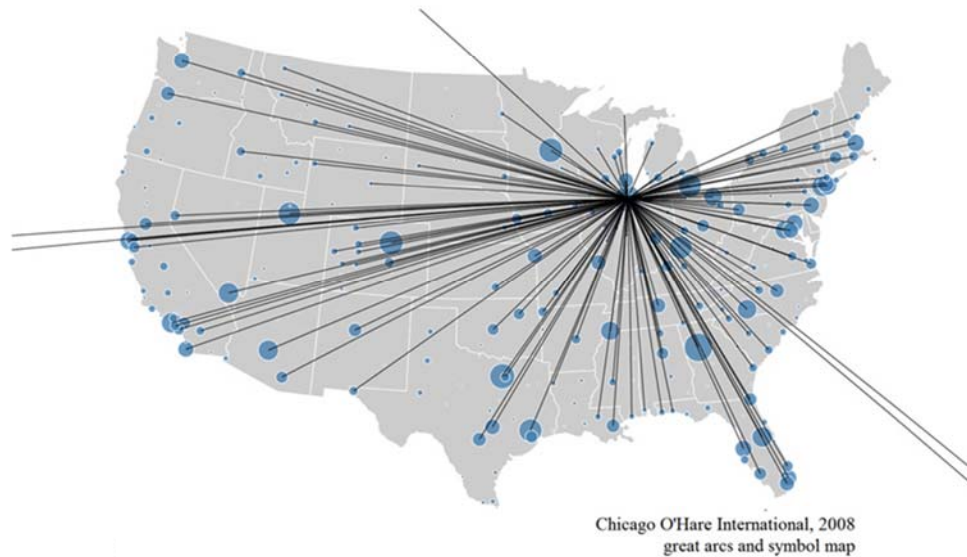 Chicago O'Hare International, 2008
great arcs and symbol map